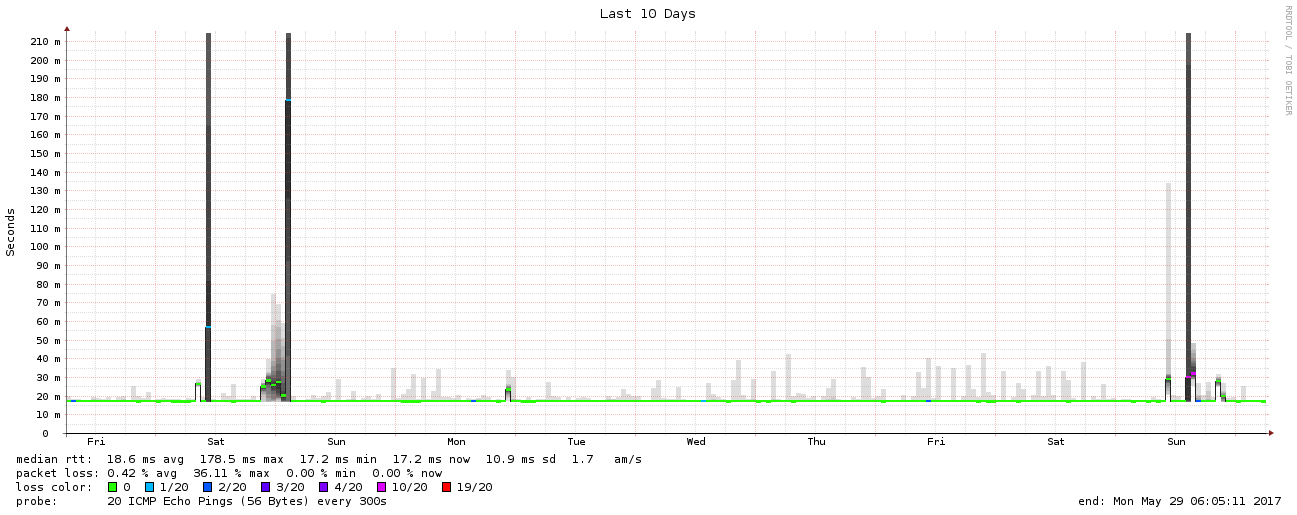 Last 10 Days
RRDTOOL / TOBI OETIKER
Seconds
210 m
200 m
190 m
180 m
170 m
160 m
150 m
140 m
130 m
120 m
110 m
100 m
90 m
80 m
70 m
60 m
50 m
40 m
30 m
20 m
10 m
0
Fri Sat Sun Mon Tue Wed Thu Fri Sat Sun
median rtt: 18.6 ms avg 178.5 ms max 17.2 ms min 17.2 ms now 10.9 ms sd 1.7 am/s
packet loss: 0.42 % avg 36.11 % max 0.00 % min 0.00 % now
loss color: 0 1/20 2/20 3/20 4/20 10/20 19/20
probe: 20 ICMP Echo Pings (56 Bytes) every 300s end: Mon May 29 06:05:11 2017